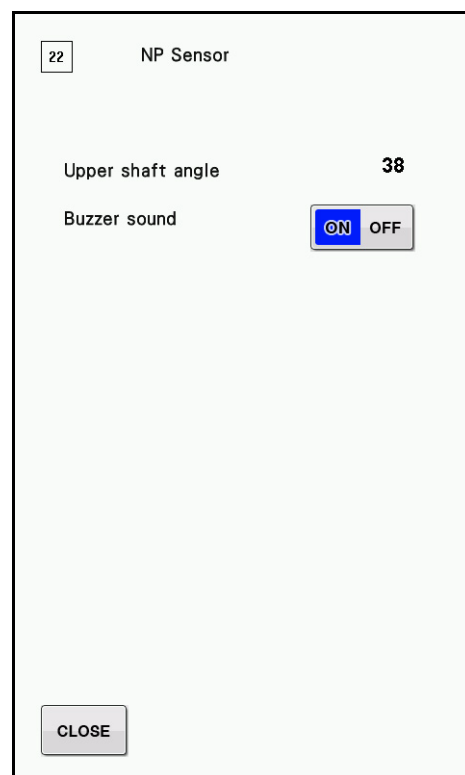 22 NP Sensor
Upper shaft angle 38
Buzzer sound ON OFF
CLOSE